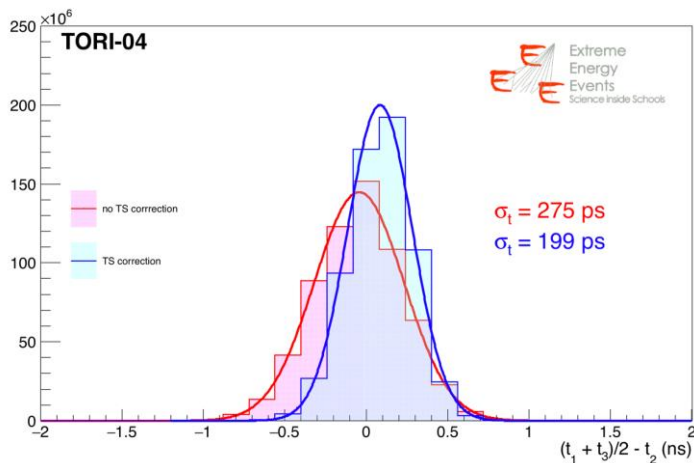 ×10⁶
250
TORI-04
200
150
100
50
0
Extreme
Energy
Events
Science Inside Schools
no TS corrrection
TS correction
σt = 275 ps
σt = 199 ps
−2 −1.5 −1 −0.5 0 0.5 1 1.5 2
(t1 + t3)/2 - t2 (ns)